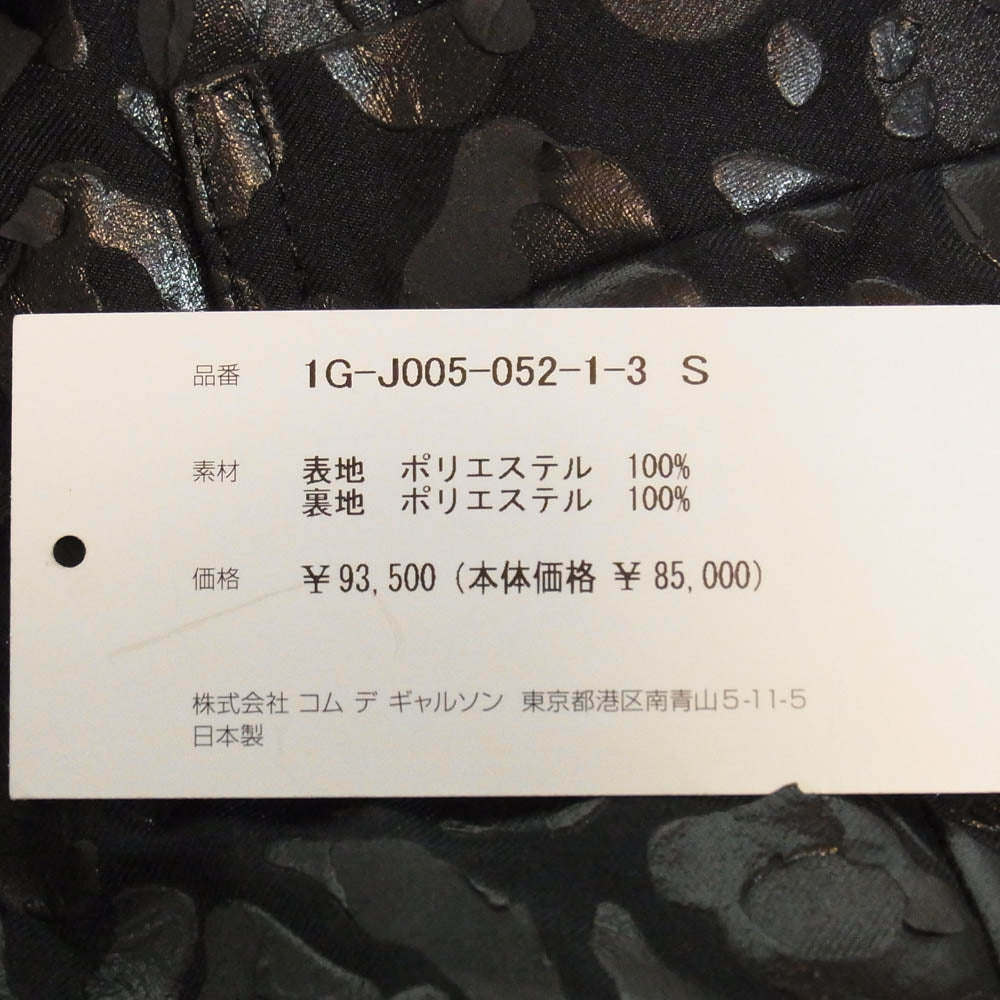 品番 1G-J005-052-1-3 S
素材 表地 ポリエステル 100%
裏地 ポリエステル 100%
価格 ¥93,500 (本体価格 ¥ 85,000)
株式会社 コム デ ギャルソン 東京都港区南青山5-11-5
日本製